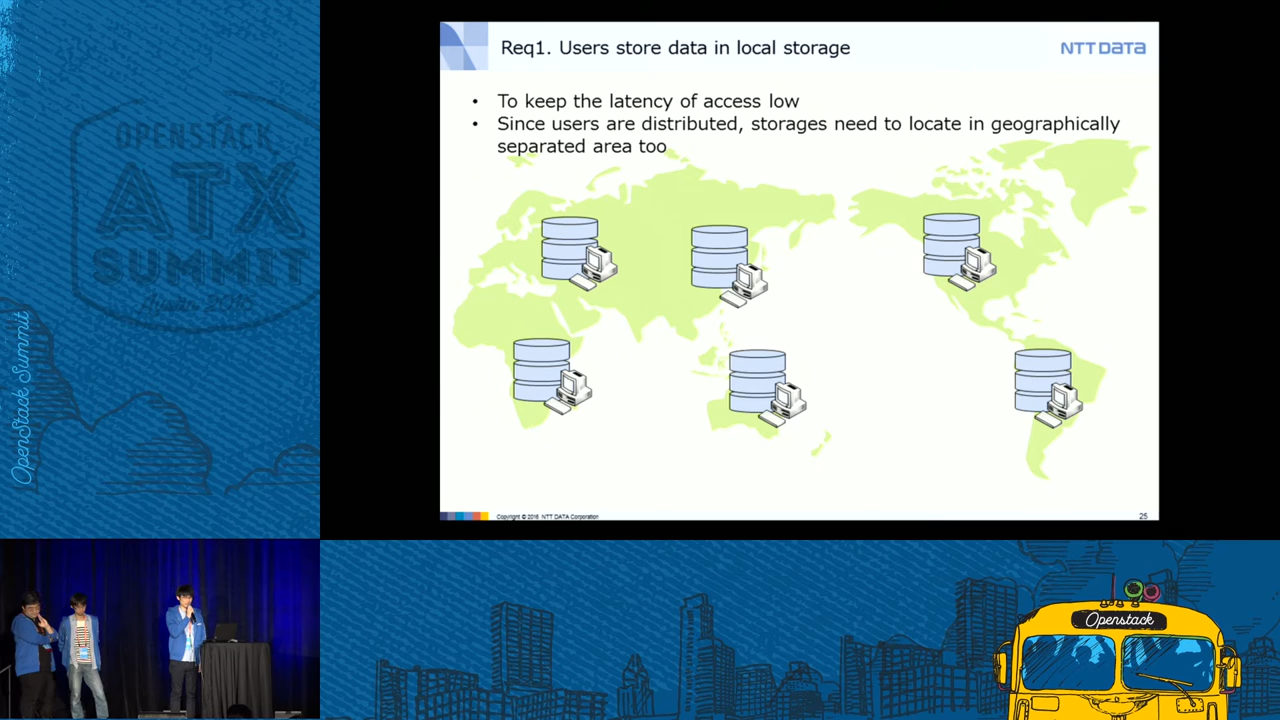 Req1. Users store data in local storage
NTT DATA
• To keep the latency of access low
• Since users are distributed, storages need to locate in geographically
separated area too
Copyright © 2016 NTT DATA Corporation
25
OPENSTACK
ATX
SUMMIT
OpenStack Summit
Openstack